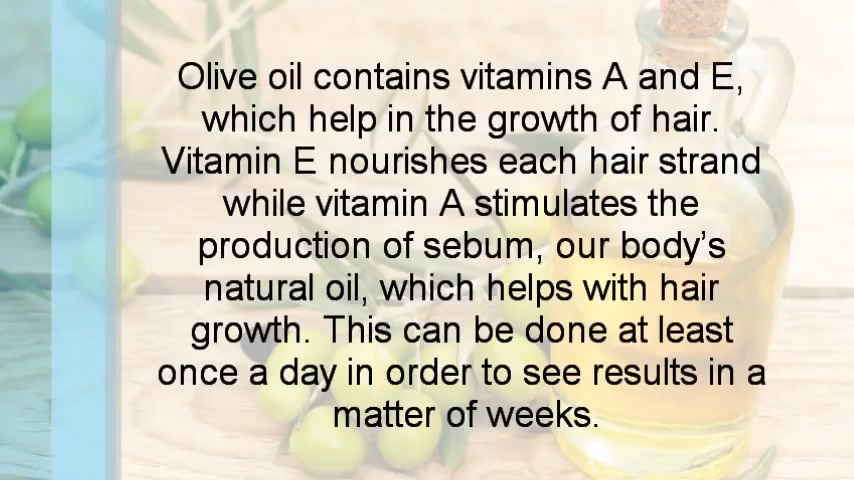 Olive oil contains vitamins A and E,
which help in the growth of hair.
Vitamin E nourishes each hair strand
while vitamin A stimulates the
production of sebum, our body’s
natural oil, which helps with hair
growth. This can be done at least
once a day in order to see results in a
matter of weeks.